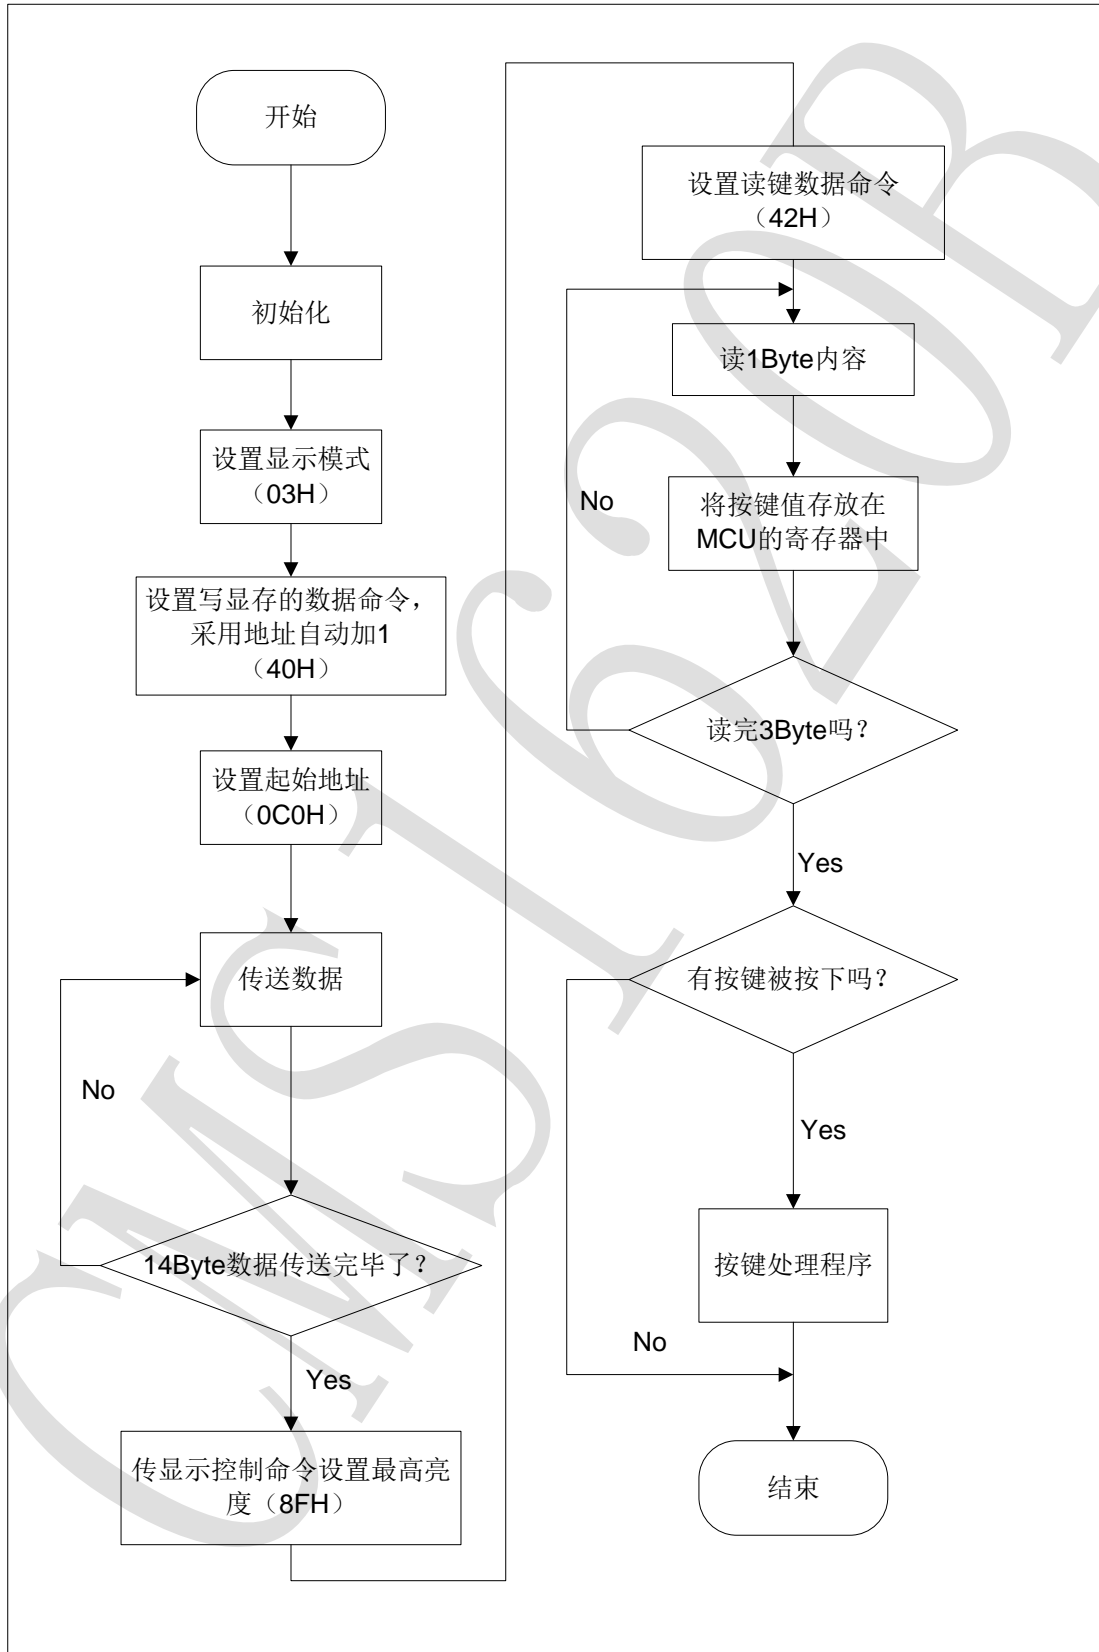 开始
初始化
设置显示模式
（03H）
设置写显存的数据命令，
采用地址自动加1
（40H）
设置起始地址
（0C0H）
传送数据
No
14Byte数据传送完毕了？
Yes
传显示控制命令设置最高亮
度（8FH）
设置读键数据命令
（42H）
读1Byte内容
No
将按键值存放在
MCU的寄存器中
读完3Byte吗？
Yes
有按键被按下吗？
Yes
按键处理程序
No
结束
CMS1620B